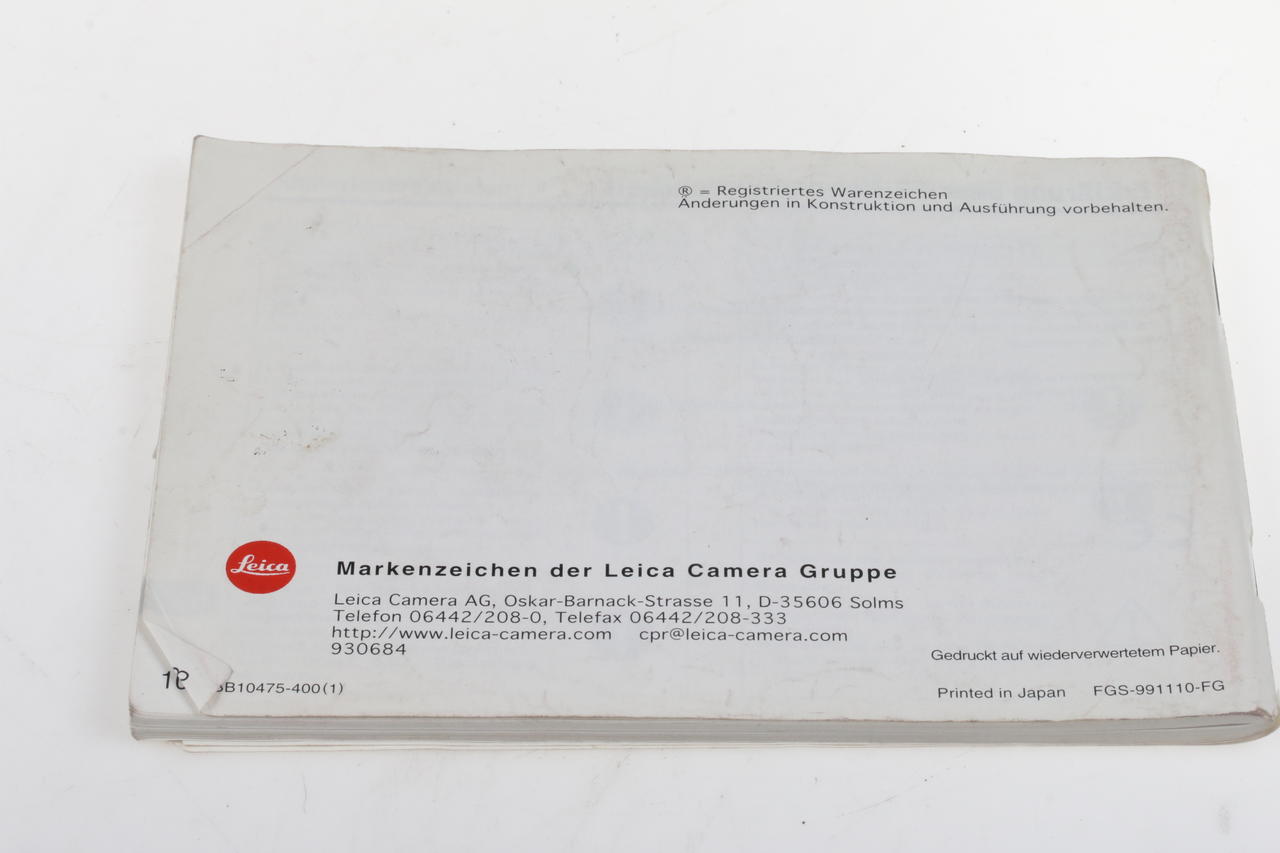 ® = Registriertes Warenzeichen
Änderungen in Konstruktion und Ausführung vorbehalten.
Leica
Markenzeichen der Leica Camera Gruppe
Leica Camera AG, Oskar-Barnack-Strasse 11, D-35606 Solms
Telefon 06442/208-0, Telefax 06442/208-333
http://www.leica-camera.com cpr@leica-camera.com
930684
Gedruckt auf wiederverwertetem Papier.
Printed in Japan FGS-991110-FG